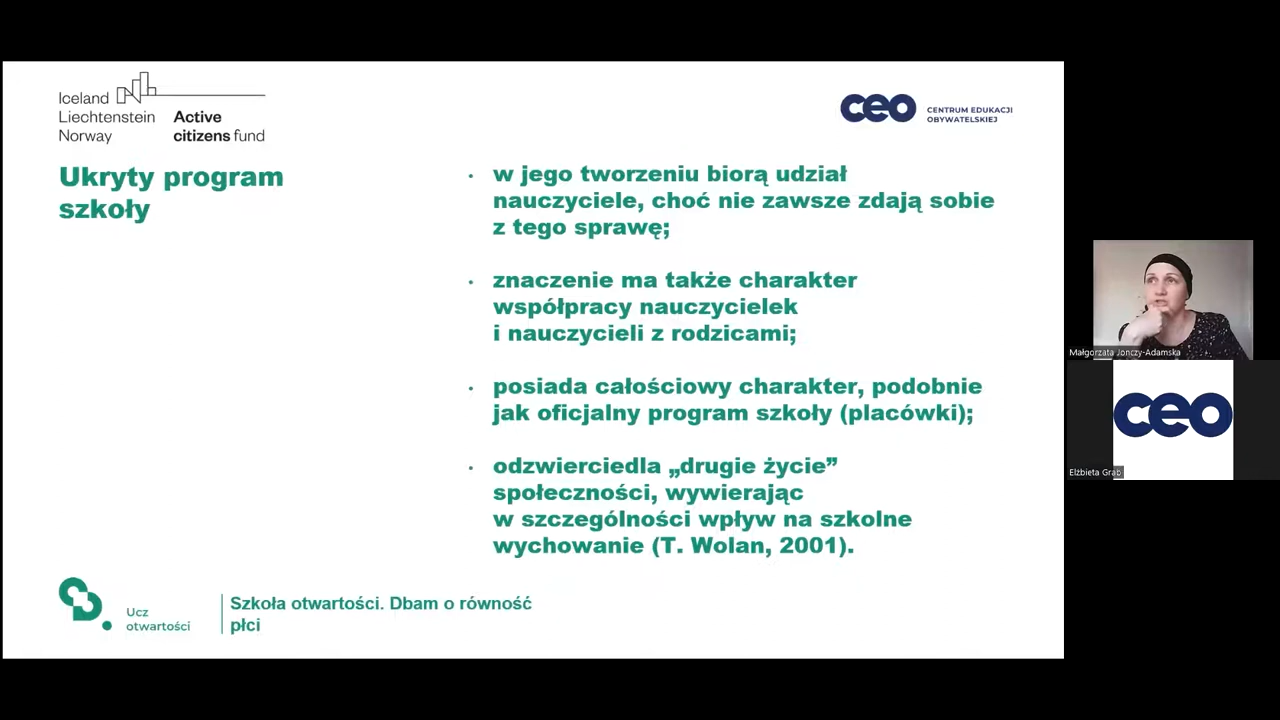 Iceland
Liechtenstein
Norway
Active
citizens fund
ceo
CENTRUM EDUKACJI
OBYWATELSKIEJ
Ukryty program
szkoły
• w jego tworzeniu biorą udział
nauczyciele, choć nie zawsze zdają sobie
z tego sprawę;
• znaczenie ma także charakter
współpracy nauczycielek
i nauczycieli z rodzicami;
• posiada całościowy charakter, podobnie
jak oficjalny program szkoły (placówki);
• odzwierciedla „drugie życie”
społeczności, wywierając
w szczególności wpływ na szkolne
wychowanie (T. Wolan, 2001).
Ucz
otwartości
Szkoła otwartości. Dbam o równość
płci
Małgorzata Jonczy-Adamska
ceo
Elżbieta Grab